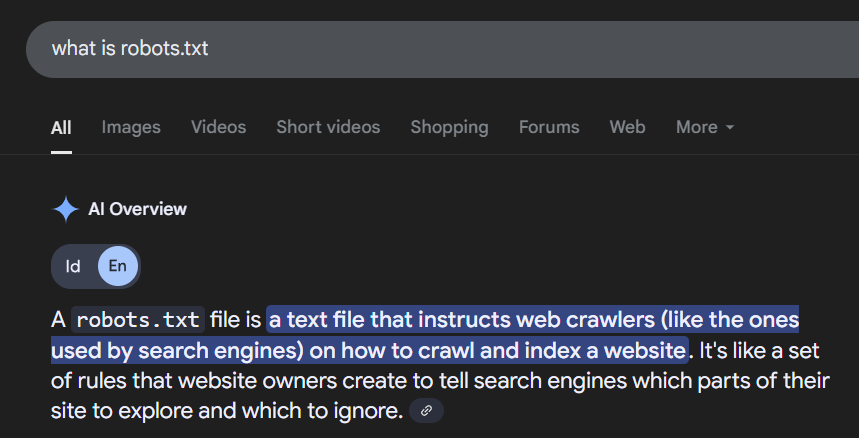 what is robots.txt
All Images Videos Short videos Shopping Forums Web More
AI Overview
Id En
A robots.txt file is a text file that instructs web crawlers (like the ones
used by search engines) on how to crawl and index a website. It's like a set
of rules that website owners create to tell search engines which parts of their
site to explore and which to ignore.